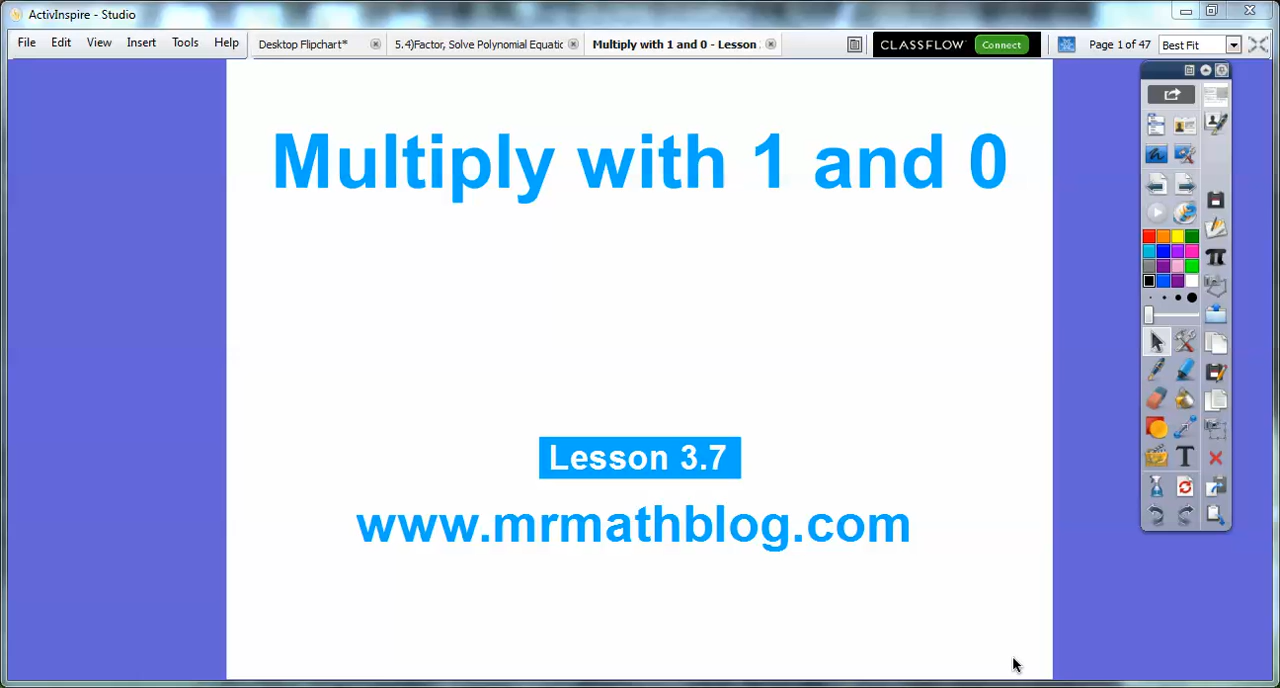 ActivInspire - Studio
File Edit View Insert Tools Help
Desktop Flipchart* 5.4)Factor, Solve Polynomial Equatic Multiply with 1 and 0 - Lesson
CLASSFLOW Connect Page 1 of 47 Best Fit
Multiply with 1 and 0
Lesson 3.7
www.mrmathblog.com